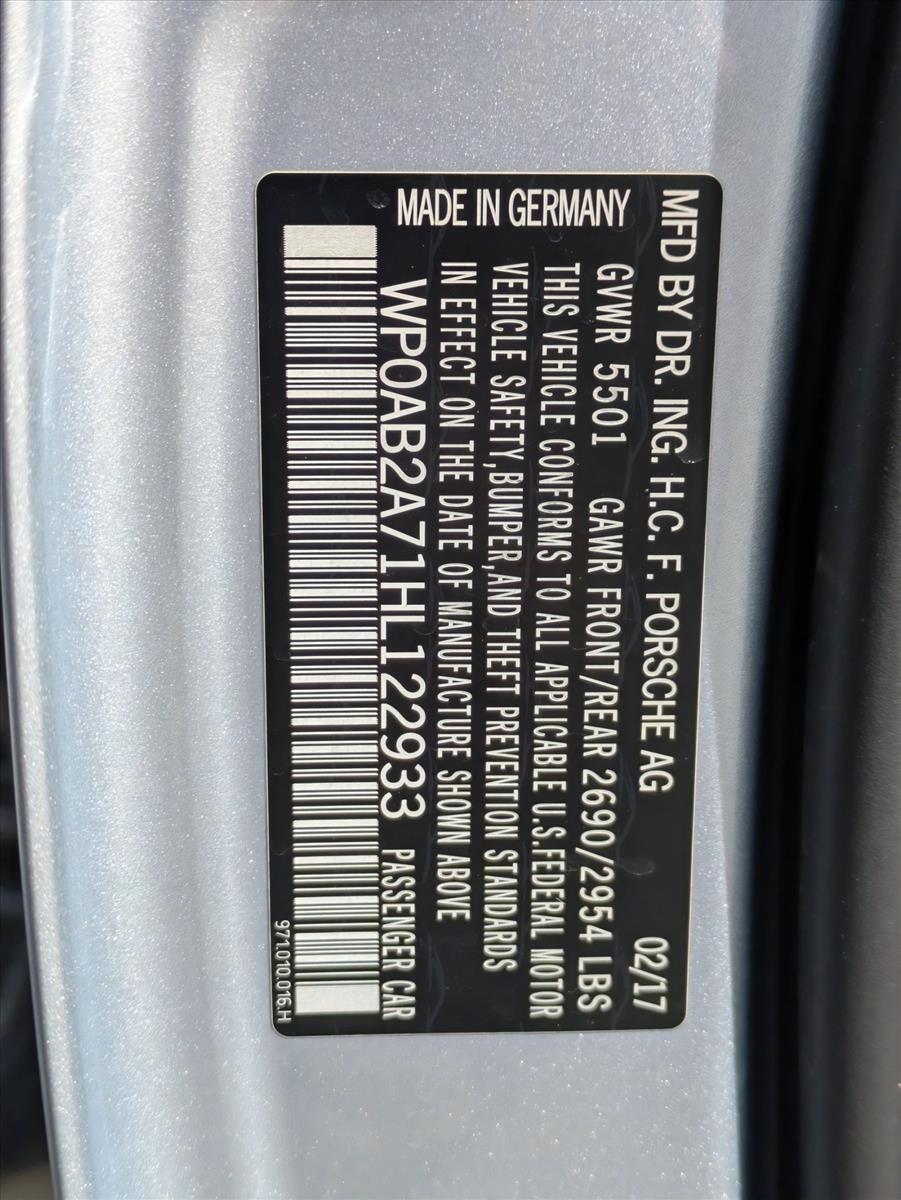 MFD BY DR. ING. H.C. F. PORSCHE AG 02/17
GVWR 5501 GAWR FRONT/REAR 2690/2954 LBS
THIS VEHICLE CONFORMS TO ALL APPLICABLE U.S.FEDERAL MOTOR
VEHICLE SAFETY,BUMPER,AND THEFT PREVENTION STANDARDS
IN EFFECT ON THE DATE OF MANUFACTURE SHOWN ABOVE
MADE IN GERMANY
WP0AB2A71HL122933 PASSENGER CAR
971.010.016.H